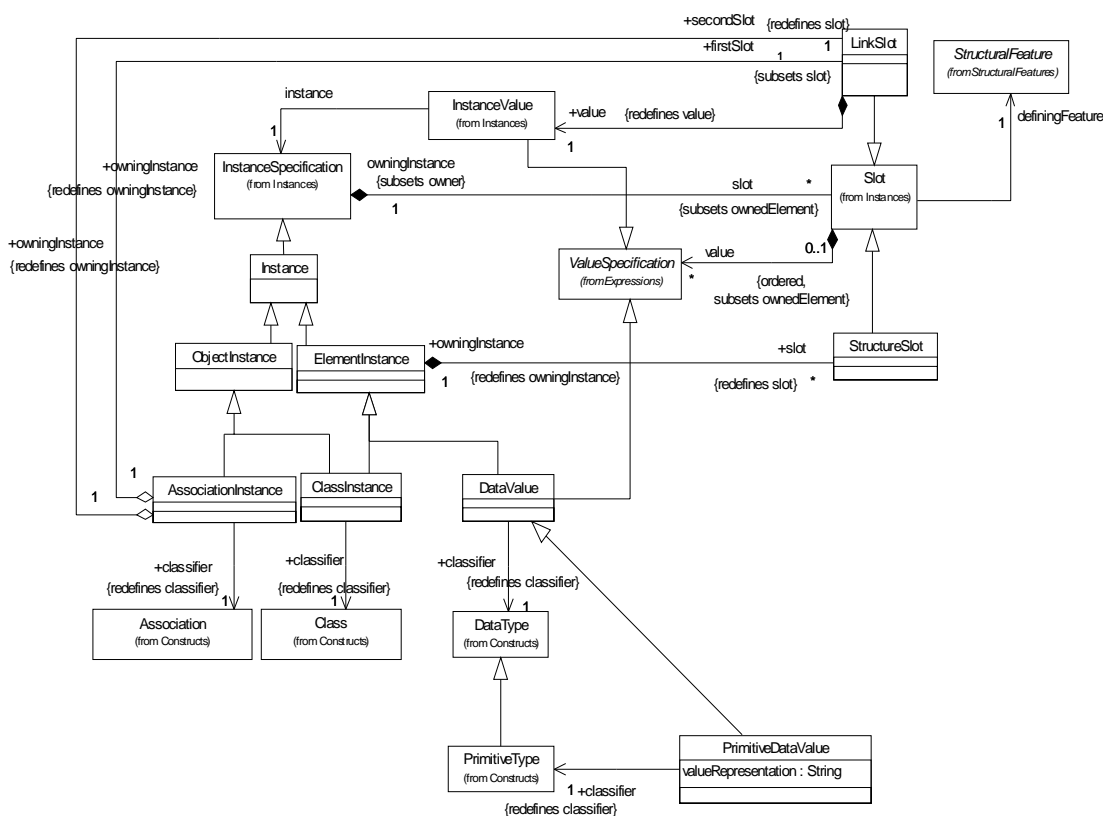 +secondSlot
{redefines slot}
+firstSlot
1
1
{subsets slot}
LinkSlot
StructuralFeature
(fromStructuralFeatures)
instance
InstanceValue
(from Instances)
+value
{redefines value}
1
1
definingFeature
1
+owningInstance
{redefines owningInstance}
InstanceSpecification
(from Instances)
owningInstance
{subsets owner}
1
slot
*
{subsets ownedElement}
Slot
(from Instances)
+owningInstance
{redefines owningInstance}
Instance
ValueSpecification
(fromExpressions)
value
*
0..1
{ordered,
subsets ownedElement}
ObjectInstance
ElementInstance
+owningInstance
1
{redefines owningInstance}
+slot
{redefines slot}
*
StructureSlot
1
1
AssociationInstance
ClassInstance
DataValue
+classifier
{redefines classifier}
1
+classifier
{redefines classifier}
1
+classifier
{redefines classifier}
1
Association
(from Constructs)
Class
(from Constructs)
DataType
(from Constructs)
PrimitiveType
(from Constructs)
PrimitiveDataValue
valueRepresentation : String
1
+classifier
{redefines classifier}